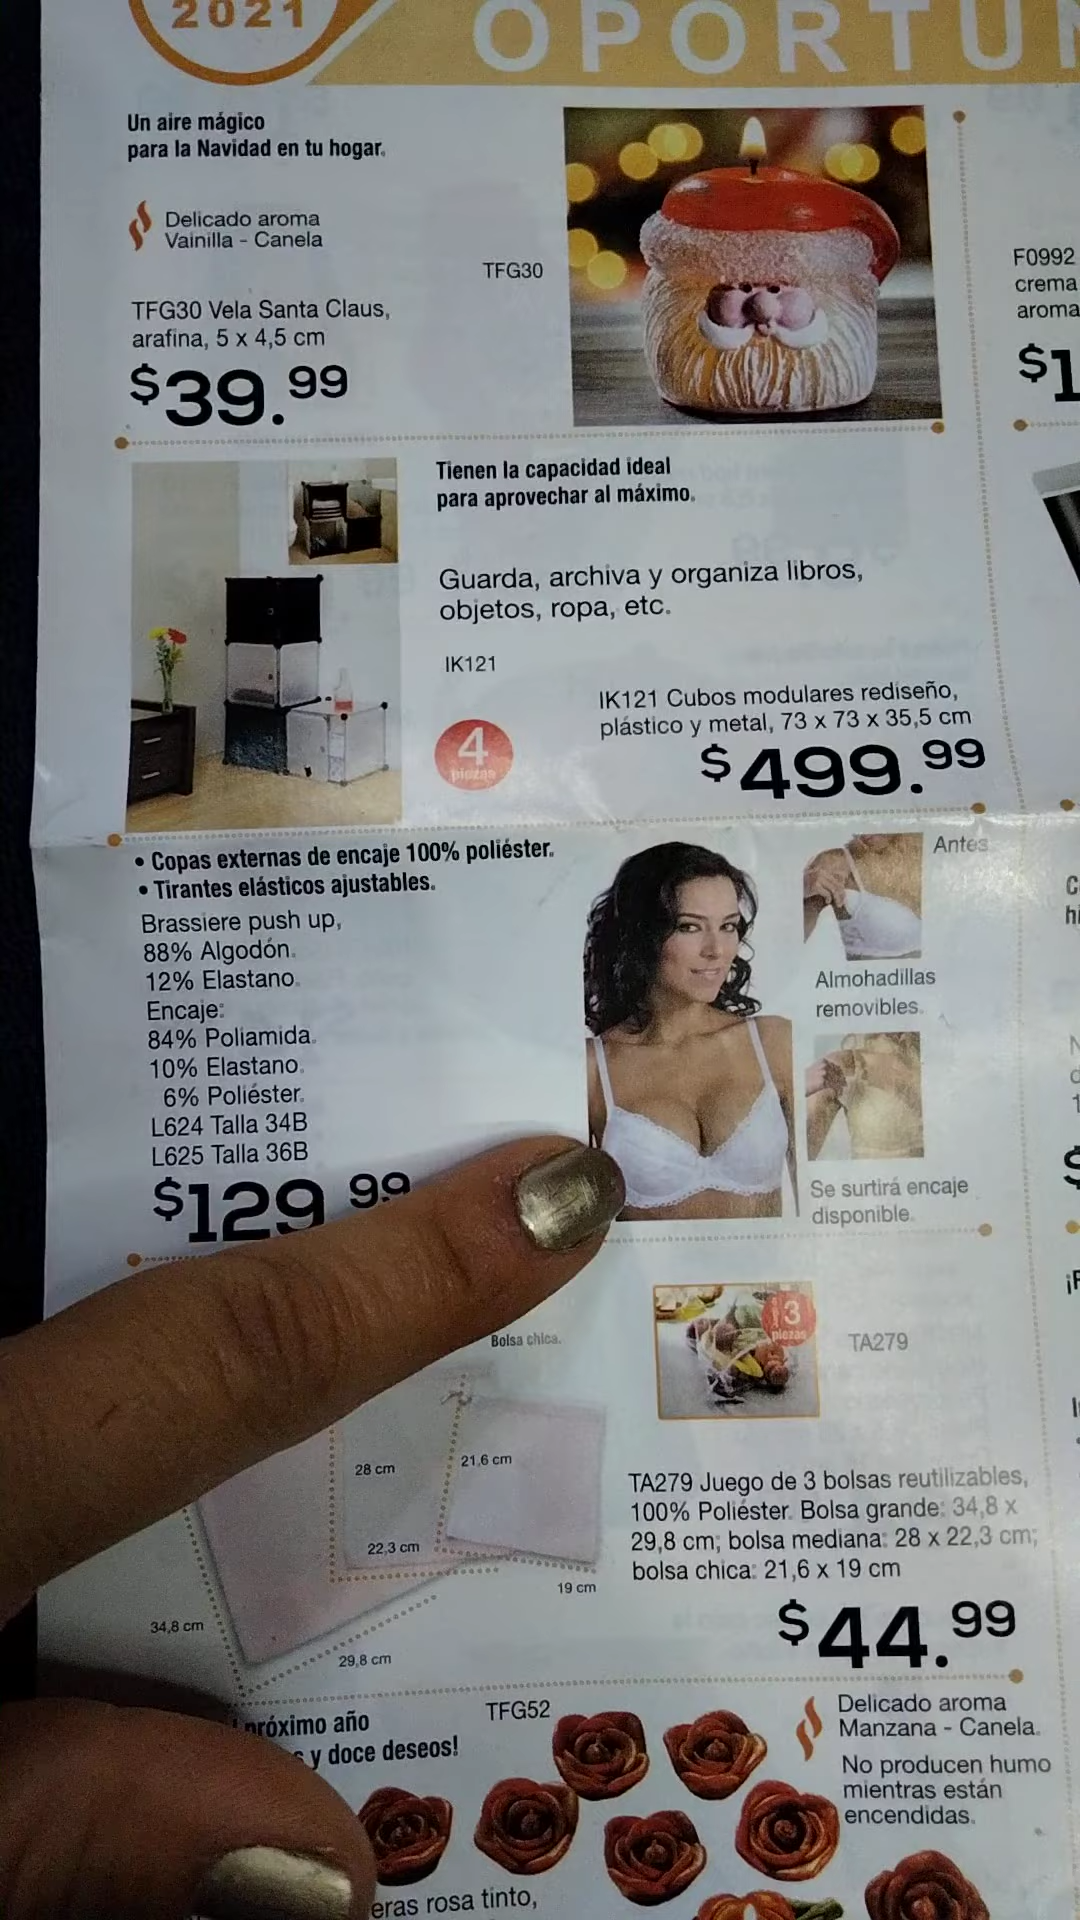 2021
OPORTUN
Un aire mágico
para la Navidad en tu hogar.
Delicado aroma
Vainilla - Canela
TFG30
TFG30 Vela Santa Claus,
arafina, 5 x 4,5 cm
$39.99
F0992
crema
aroma
$1
Tienen la capacidad ideal
para aprovechar al máximo.
Guarda, archiva y organiza libros,
objetos, ropa, etc.
IK121
4
piezas
IK121 Cubos modulares rediseño,
plástico y metal, 73 x 73 x 35,5 cm
$499.99
• Copas externas de encaje 100% poliéster.
• Tirantes elásticos ajustables.
Brassiere push up,
88% Algodón.
12% Elastano.
Encaje:
84% Poliamida.
10% Elastano.
6% Poliéster.
L624 Talla 34B
L625 Talla 36B
$129 99
Antes
Almohadillas
removibles.
Se surtirá encaje
disponible.
Bolsa chica.
28 cm
21,6 cm
22,3 cm
19 cm
34,8 cm
29,8 cm
3
piezas
TA279
TA279 Juego de 3 bolsas reutilizables,
100% Poliéster. Bolsa grande: 34,8 x
29,8 cm; bolsa mediana: 28 x 22,3 cm;
bolsa chica: 21,6 x 19 cm
$44.99
próximo año
y doce deseos!
TFG52
Delicado aroma
Manzana - Canela.
No producen humo
mientras están
encendidas.
eras rosa tinto,